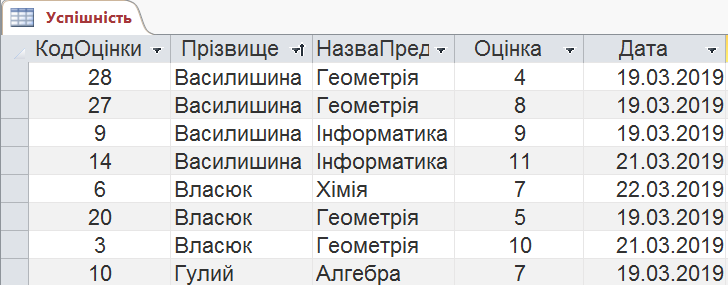 Успішність
КодОцінки Прізвище НазваПред Оцінка Дата
28 Василишина Геометрія 4 19.03.2019
27 Василишина Геометрія 8 19.03.2019
9 Василишина Інформатика 9 19.03.2019
14 Василишина Інформатика 11 21.03.2019
6 Власюк Хімія 7 22.03.2019
20 Власюк Геометрія 5 19.03.2019
3 Власюк Геометрія 10 21.03.2019
10 Гулий Алгебра 7 19.03.2019